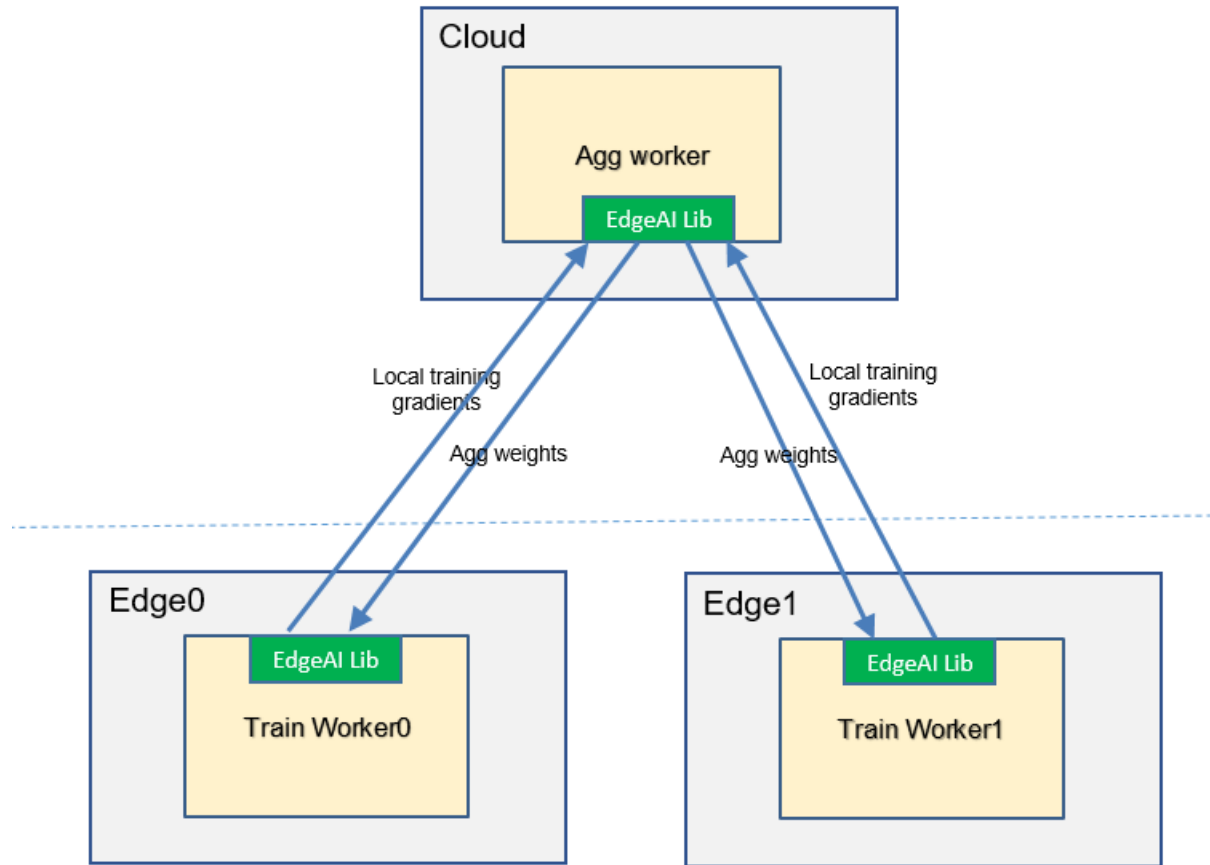 Cloud
Agg worker
EdgeAI Lib
Local training
gradients
Agg weights
Local training
gradients
Agg weights
Edge0
EdgeAI Lib
Train Worker0
Edge1
EdgeAI Lib
Train Worker1